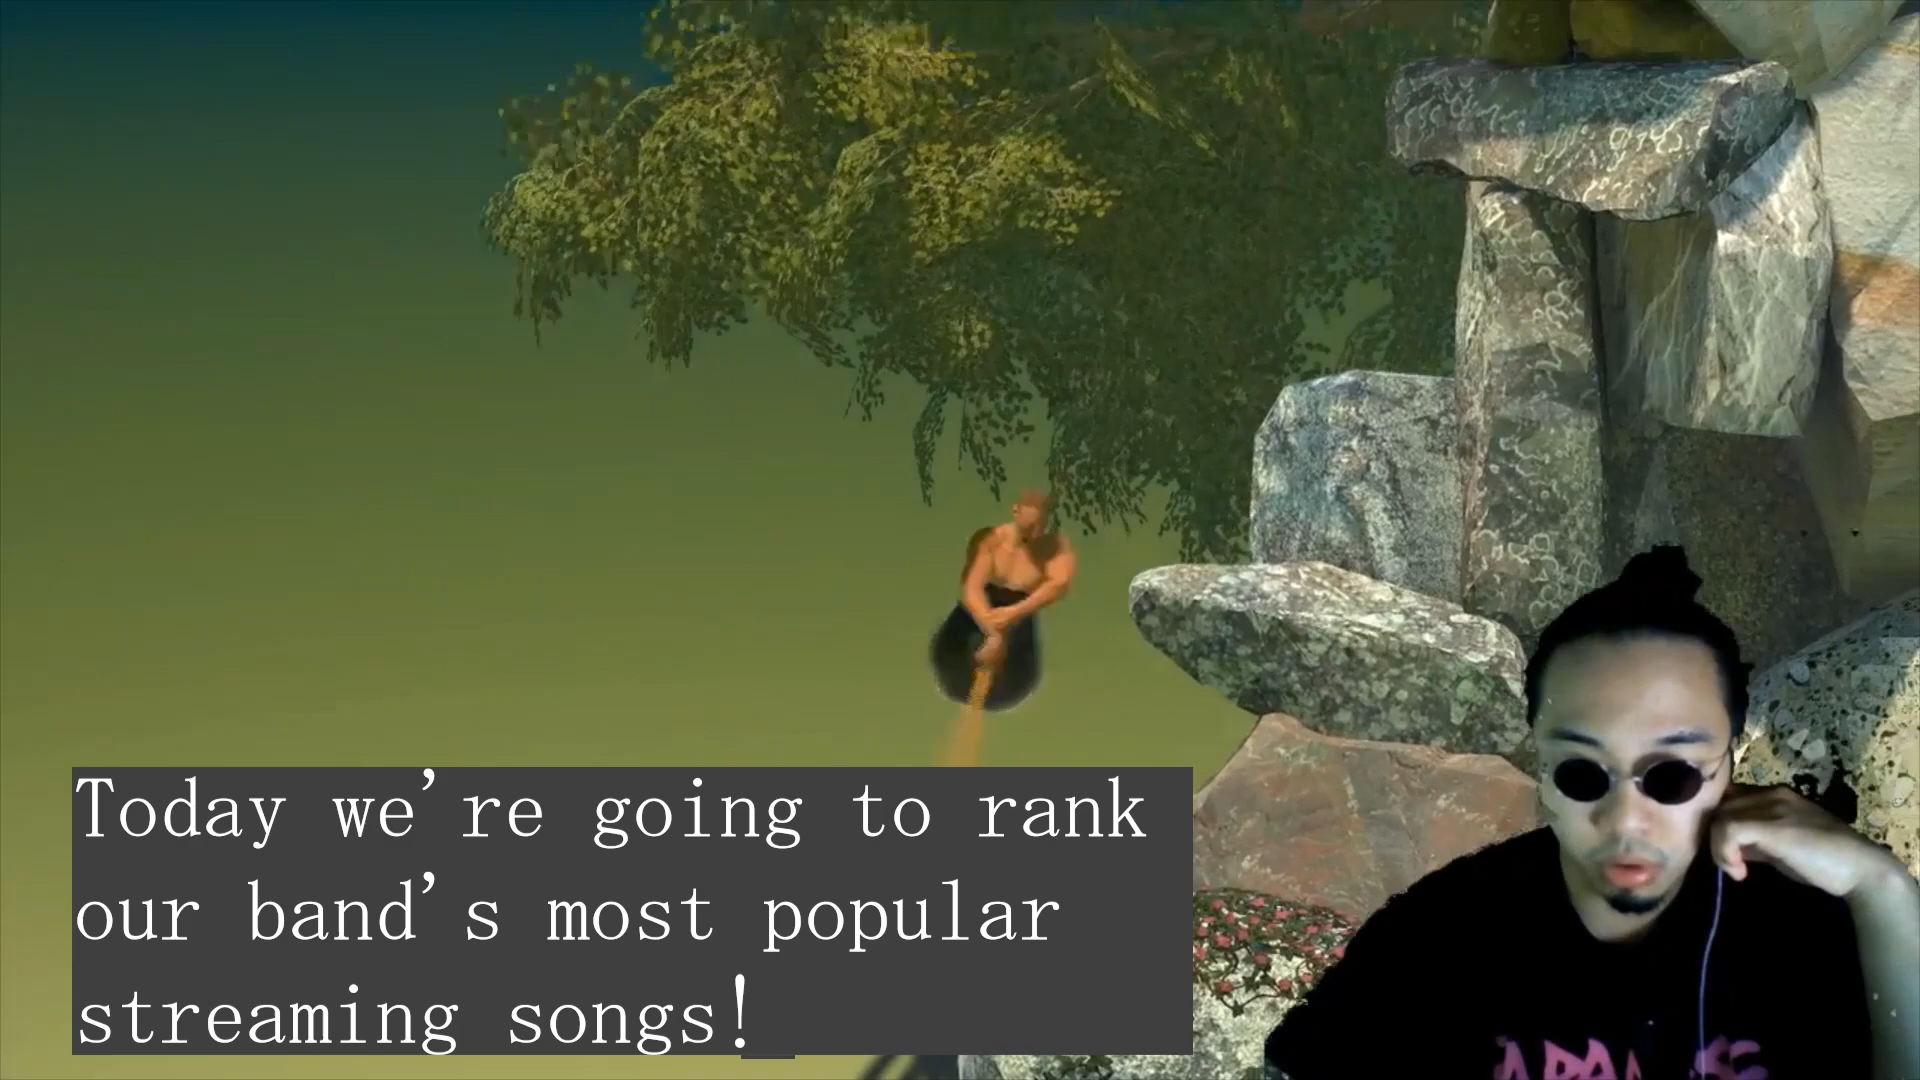 Today we're going to rank
our band's most popular
streaming songs!